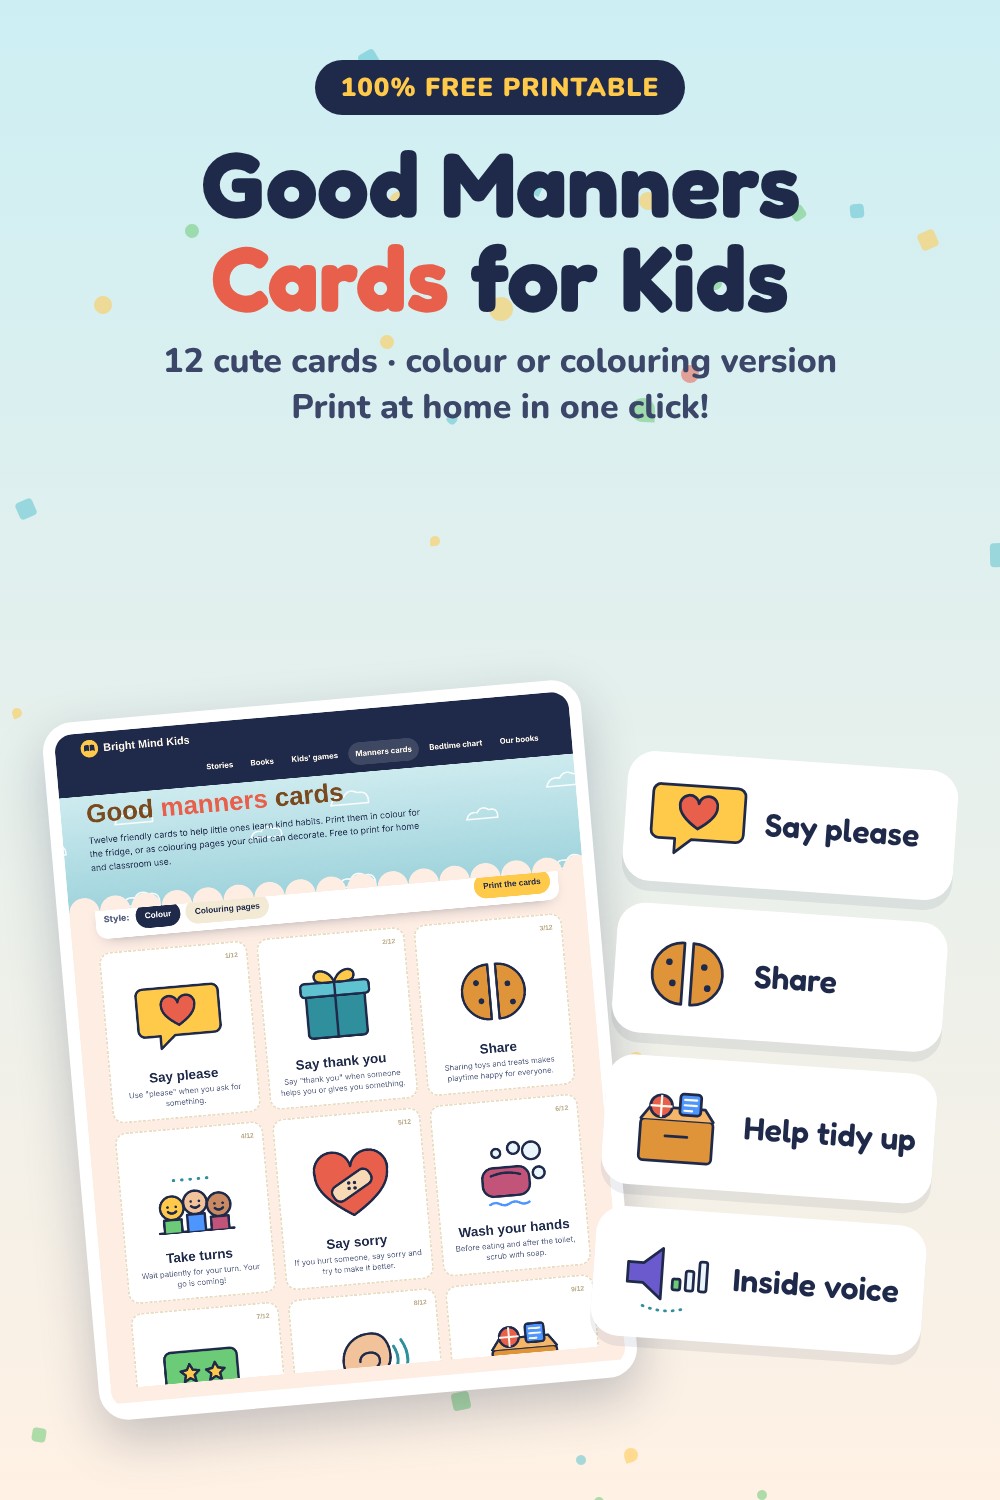 100% FREE PRINTABLE
Good Manners
Cards for Kids
12 cute cards · colour or colouring version
Print at home in one click!
Bright Mind Kids
Stories
Books
Kids' games
Manners cards
Bedtime chart
Our books
Good manners cards
Twelve friendly cards to help little ones learn kind habits. Print them in colour for
the fridge, or as colouring pages your child can decorate. Free to print for home
and classroom use.
Style:
Colour
Colouring pages
Print the cards
1/12
Say please
Use "please" when you ask for
something.
2/12
Say thank you
Say "thank you" when someone
helps you or gives you something.
3/12
Share
Sharing toys and treats makes
playtime happy for everyone.
4/12
Take turns
Wait patiently for your turn. Your
go is coming!
5/12
Say sorry
If you hurt someone, say sorry and
try to make it better.
6/12
Wash your hands
Before eating and after the toilet,
scrub with soap.
7/12
8/12
9/12
Say please
Share
Help tidy up
Inside voice